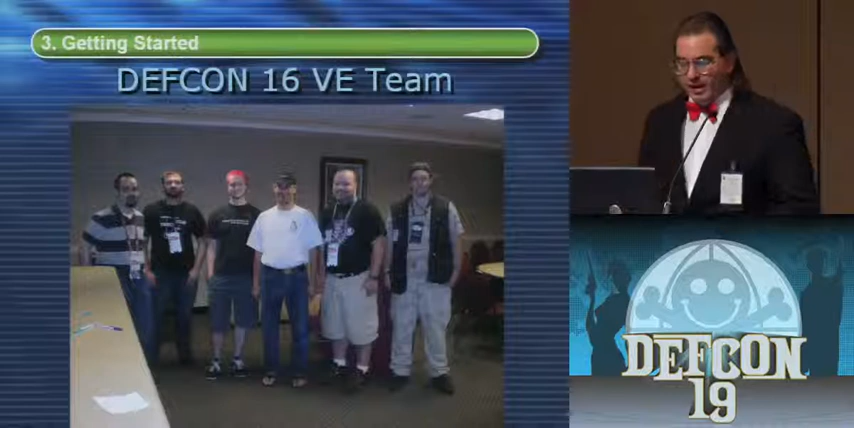 3. Getting Started
DEFCON 16 VE Team
DEFCON
19